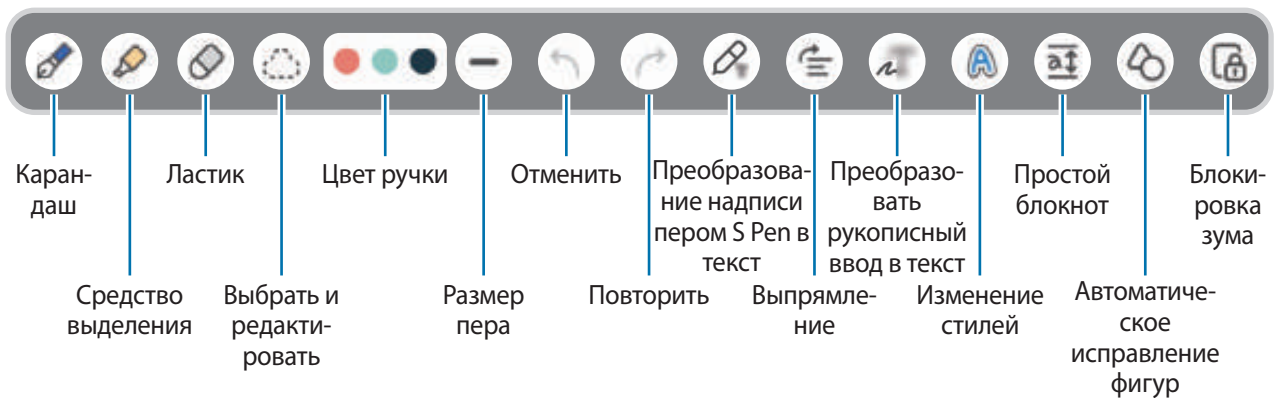 Каран-
даш
Ластик
Цвет ручки
Отменить
Преобразова-
ние надписи
пером S Pen в
текст
Преобразо-
вать
рукописный
ввод в текст
Простой
блокнот
Блоки-
ровка
зума
Средство
выделения
Выбрать и
редакти-
ровать
Размер
пера
Повторить
Выпрямле-
ние
Изменение
стилей
Автоматиче-
ское
исправление
фигур